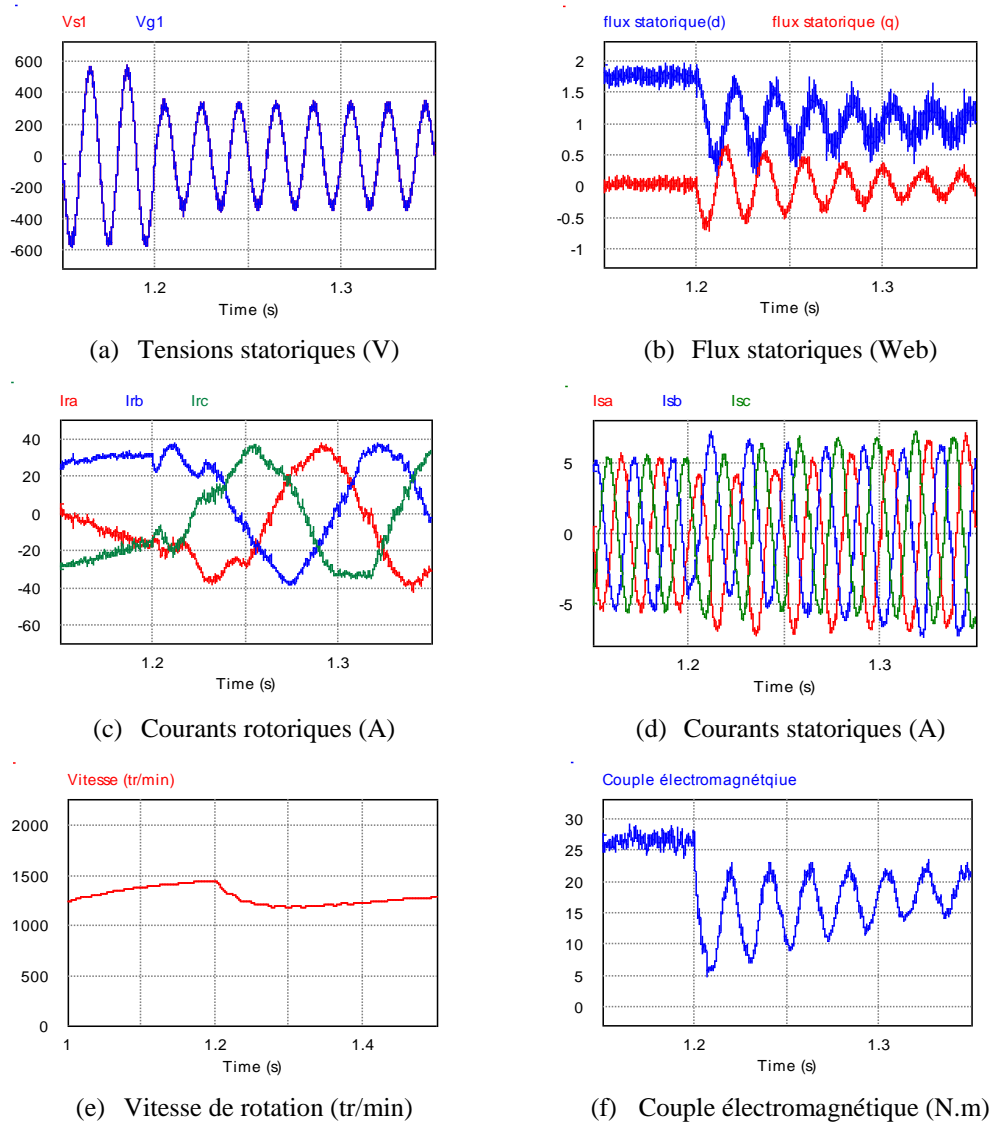 Vs1 Vg1
600
400
200
0
-200
-400
-600
1.2 1.3
Time (s)
(a) Tensions statoriques (V)
flux statorique(d) flux statorique (q)
2
1.5
1
0.5
0
-0.5
-1
1.2 1.3
Time (s)
(b) Flux statoriques (Web)
Ira Irb Irc
40
20
0
-20
-40
-60
1.2 1.3
Time (s)
(c) Courants rotoriques (A)
Isa Isb Isc
5
0
-5
1.2 1.3
Time (s)
(d) Courants statoriques (A)
Vitesse (tr/min)
2000
1500
1000
500
0
1 1.2 1.4
Time (s)
(e) Vitesse de rotation (tr/min)
Couple électromagnétqiue
30
25
20
15
10
5
0
1.2 1.3
Time (s)
(f) Couple électromagnétique (N.m)